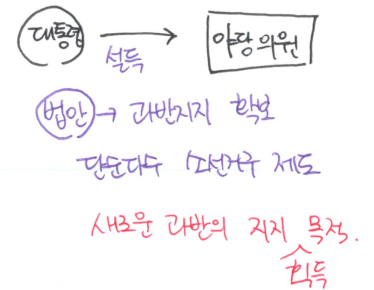 대통령 → 야당의원
설득
법안 → 과반지지 확보
단순다수 소선거구 제도
새로운 과반의 지지 획득 목적.